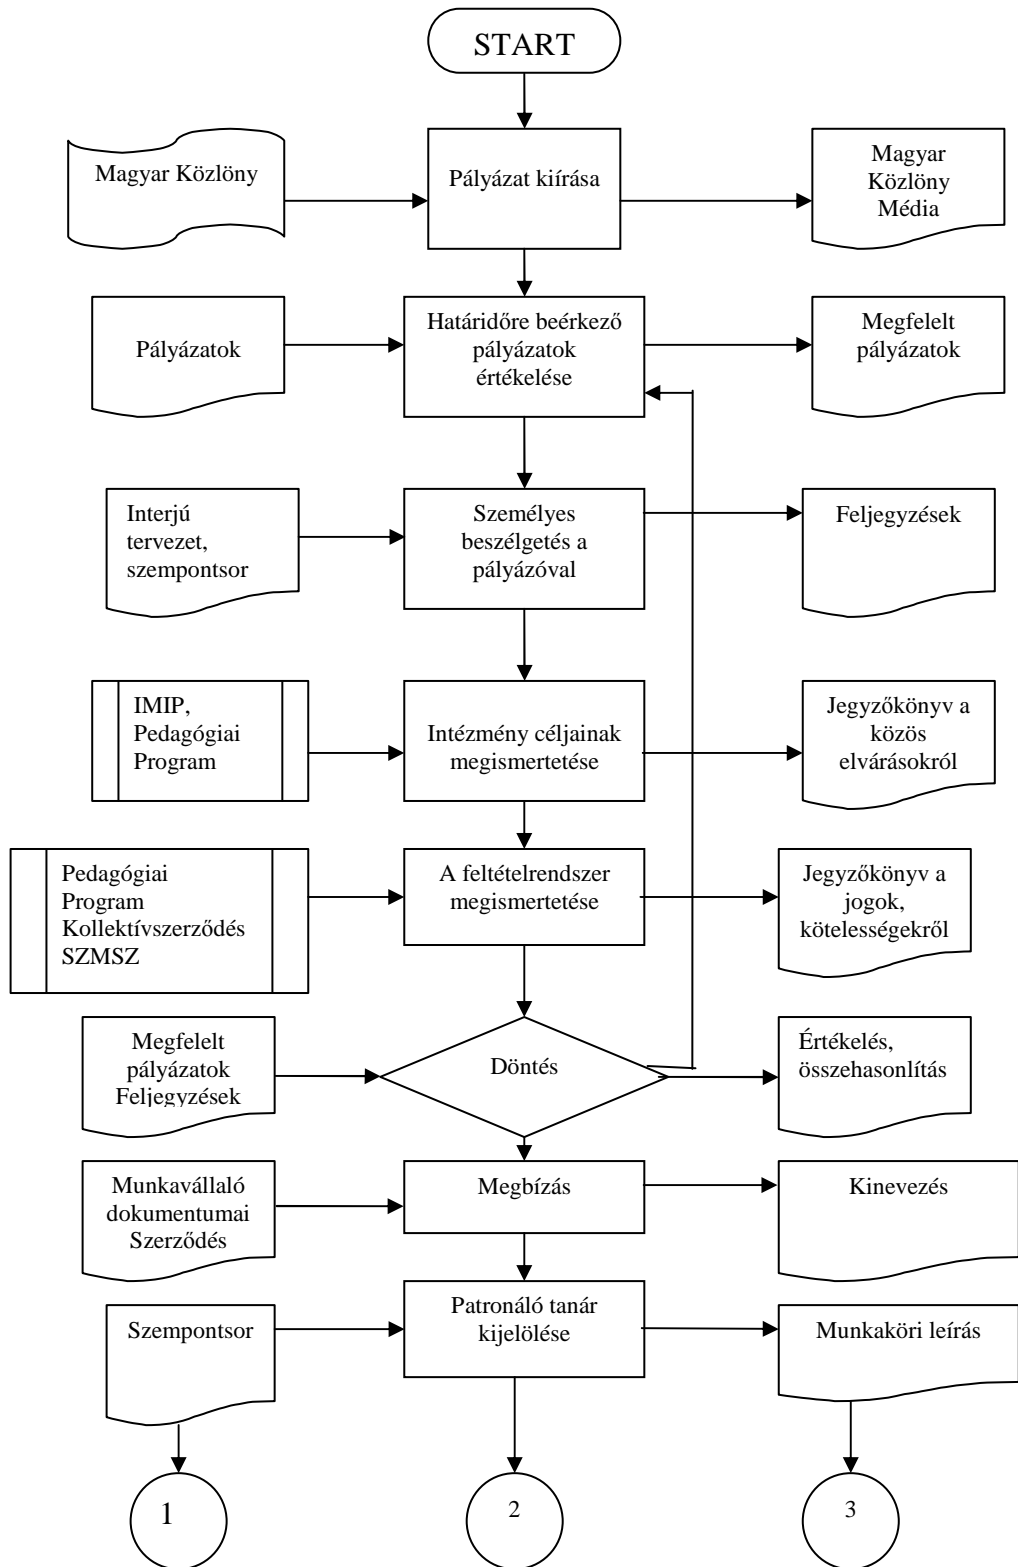 START
Magyar Közlöny
Pályázat kiírása
Magyar
Közlöny
Média
Pályázatok
Határidőre beérkező
pályázatok
értékelése
Megfelelt
pályázatok
Interjú
tervezet,
szempontsor
Személyes
beszélgetés a
pályázóval
Feljegyzések
IMIP,
Pedagógiai
Program
Intézmény céljainak
megismertetése
Jegyzőkönyv a
közös
elvárásokról
Pedagógiai
Program
Kollektívszerződés
SZMSZ
A feltételrendszer
megismertetése
Jegyzőkönyv a
jogok,
kötelességekről
Megfelelt
pályázatok
Feljegyzések
Döntés
Értékelés,
összehasonlítás
Munkavállaló
dokumentumai
Szerződés
Megbízás
Kinevezés
Szempontsor
Patronáló tanár
kijelölése
Munkaköri leírás
1
2
3